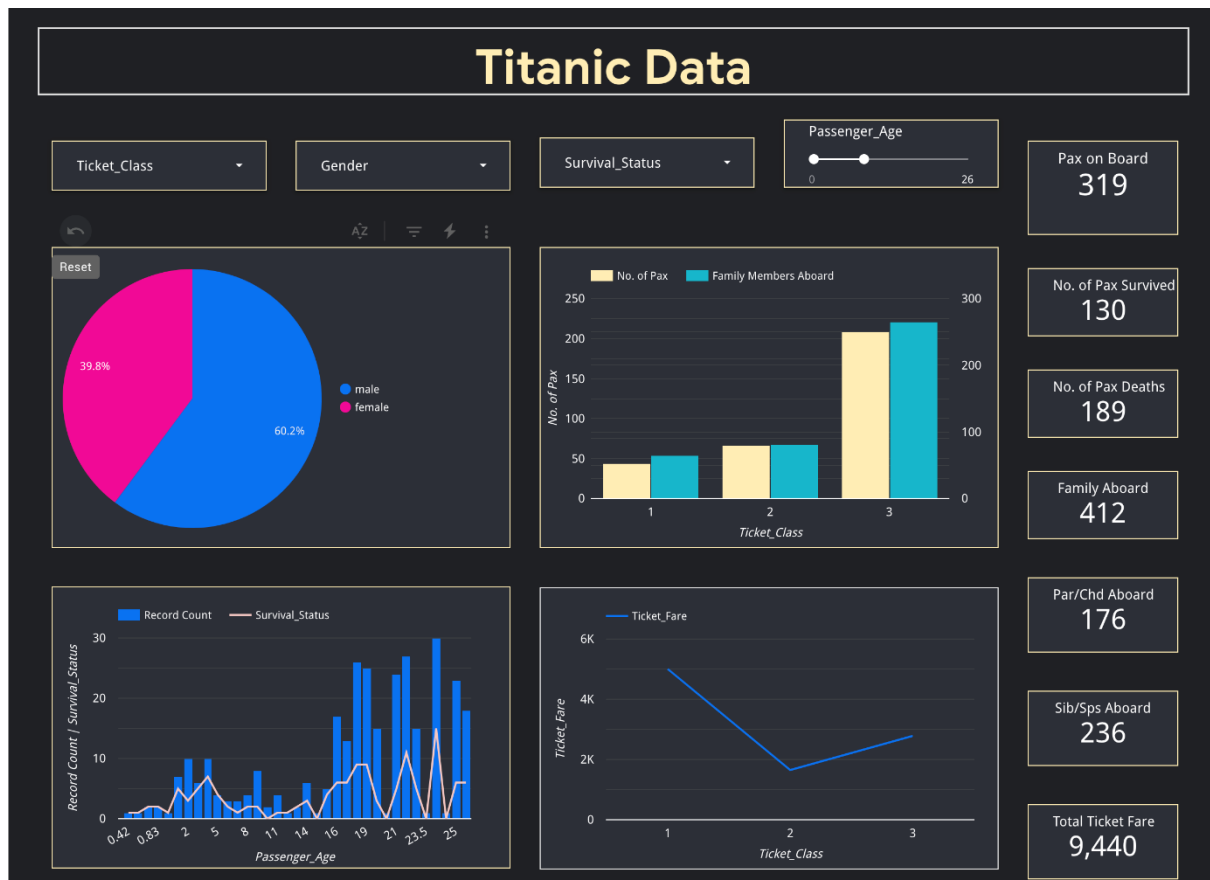 Titanic Data
Ticket_Class
Gender
Survival_Status
Passenger_Age
0 26
Pax on Board
319
Reset
39.8%
60.2%
male
female
No. of Pax Family Members Aboard
250
200
150
100
50
0
300
200
100
0
No. of Pax
1 2 3
Ticket_Class
No. of Pax Survived
130
No. of Pax Deaths
189
Family Aboard
412
Par/Chd Aboard
176
Sib/Sps Aboard
236
Total Ticket Fare
9,440
Record Count Survival_Status
30
20
10
0
Record Count | Survival_Status
0.42 0.83 2 5 8 11 14 16 19 21 23.5 25
Passenger_Age
Ticket_Fare
6K
4K
2K
0
Ticket_Fare
1 2 3
Ticket_Class